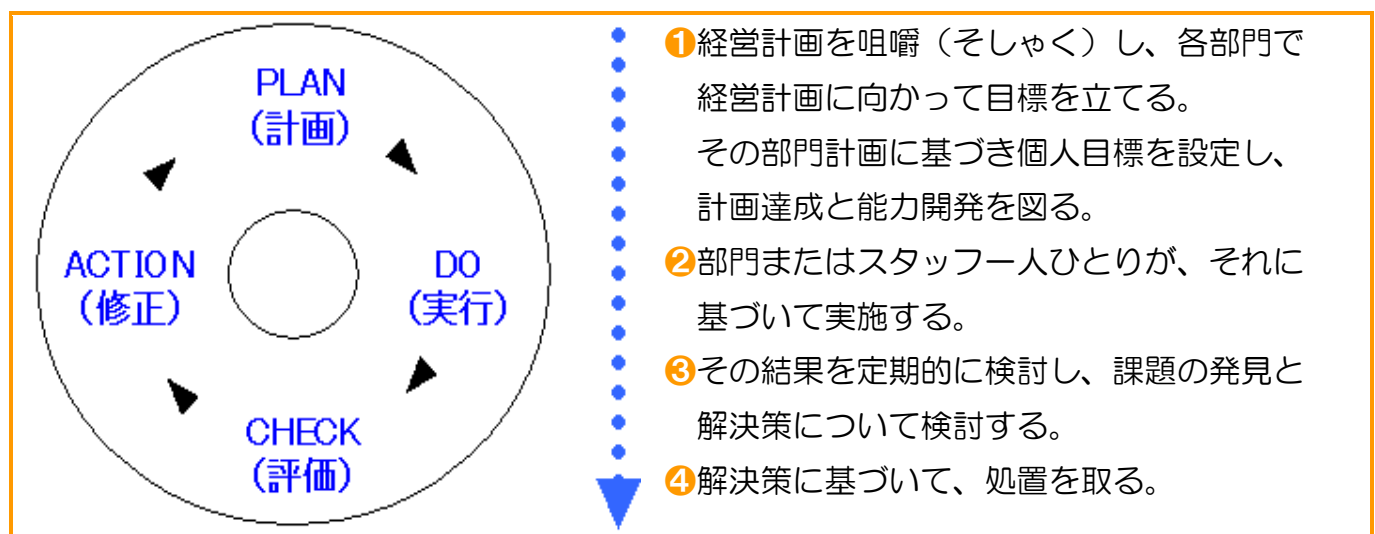 PLAN
(計画)
DO
(実行)
CHECK
(評価)
ACTION
(修正)
❶経営計画を咀嚼（そしゃく）し、各部門で
経営計画に向かって目標を立てる。
その部門計画に基づき個人目標を設定し、
計画達成と能力開発を図る。
❷部門またはスタッフ一人ひとりが、それに
基づいて実施する。
❸その結果を定期的に検討し、課題の発見と
解決策について検討する。
❹解決策に基づいて、処置を取る。